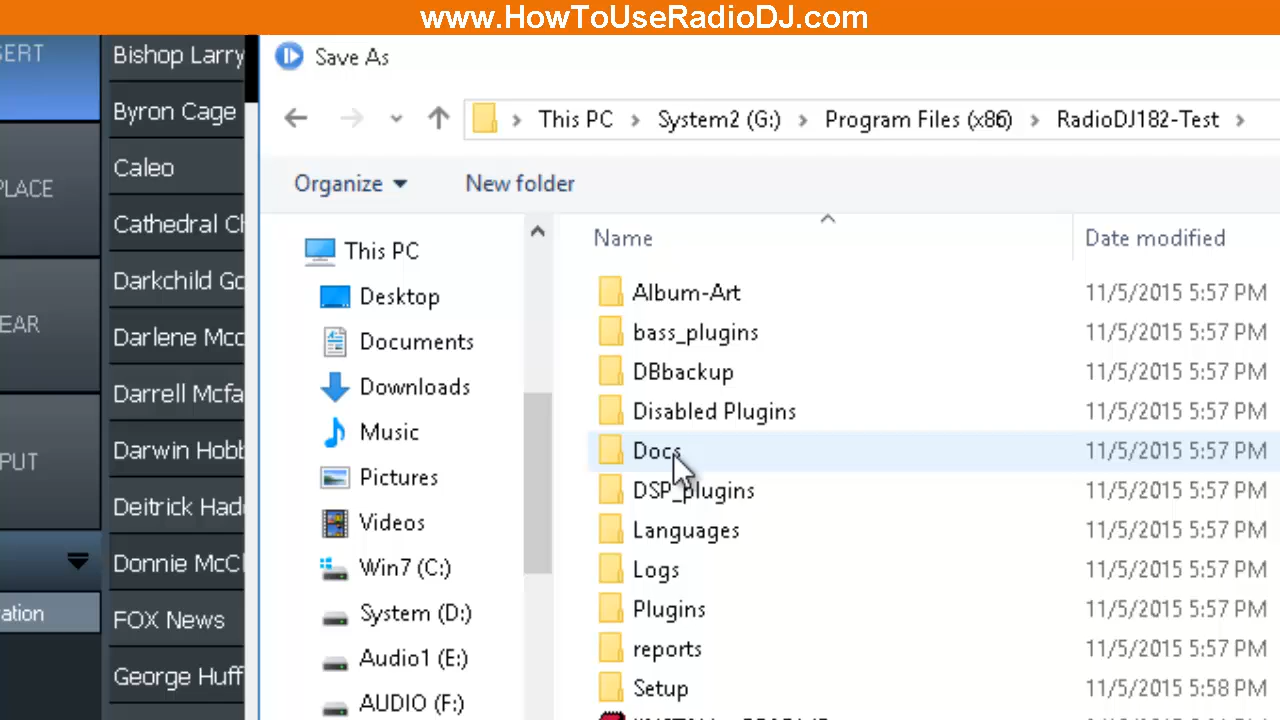 www.HowToUseRadioDJ.com
Save As
This PC > System2 (G:) > Program Files (x86) > RadioDJ182-Test >
Organize
New folder
SERT
PLACE
EAR
PUT
ation
Bishop Larry
Byron Cage
Caleo
Cathedral Ch
Darkchild Go
Darlene Mcc
Darrell Mcfa
Darwin Hobb
Deitrick Hadd
Donnie McCl
FOX News
George Huff
This PC
Desktop
Documents
Downloads
Music
Pictures
Videos
Win7 (C:)
System (D:)
Audio1 (E:)
AUDIO (F:)
Name Date modified
Album-Art 11/5/2015 5:57 PM
bass_plugins 11/5/2015 5:57 PM
DBbackup 11/5/2015 5:57 PM
Disabled Plugins 11/5/2015 5:57 PM
Docs 11/5/2015 5:57 PM
DSP_plugins 11/5/2015 5:57 PM
Languages 11/5/2015 5:57 PM
Logs 11/5/2015 5:57 PM
Plugins 11/5/2015 5:57 PM
reports 11/5/2015 5:57 PM
Setup 11/5/2015 5:58 PM